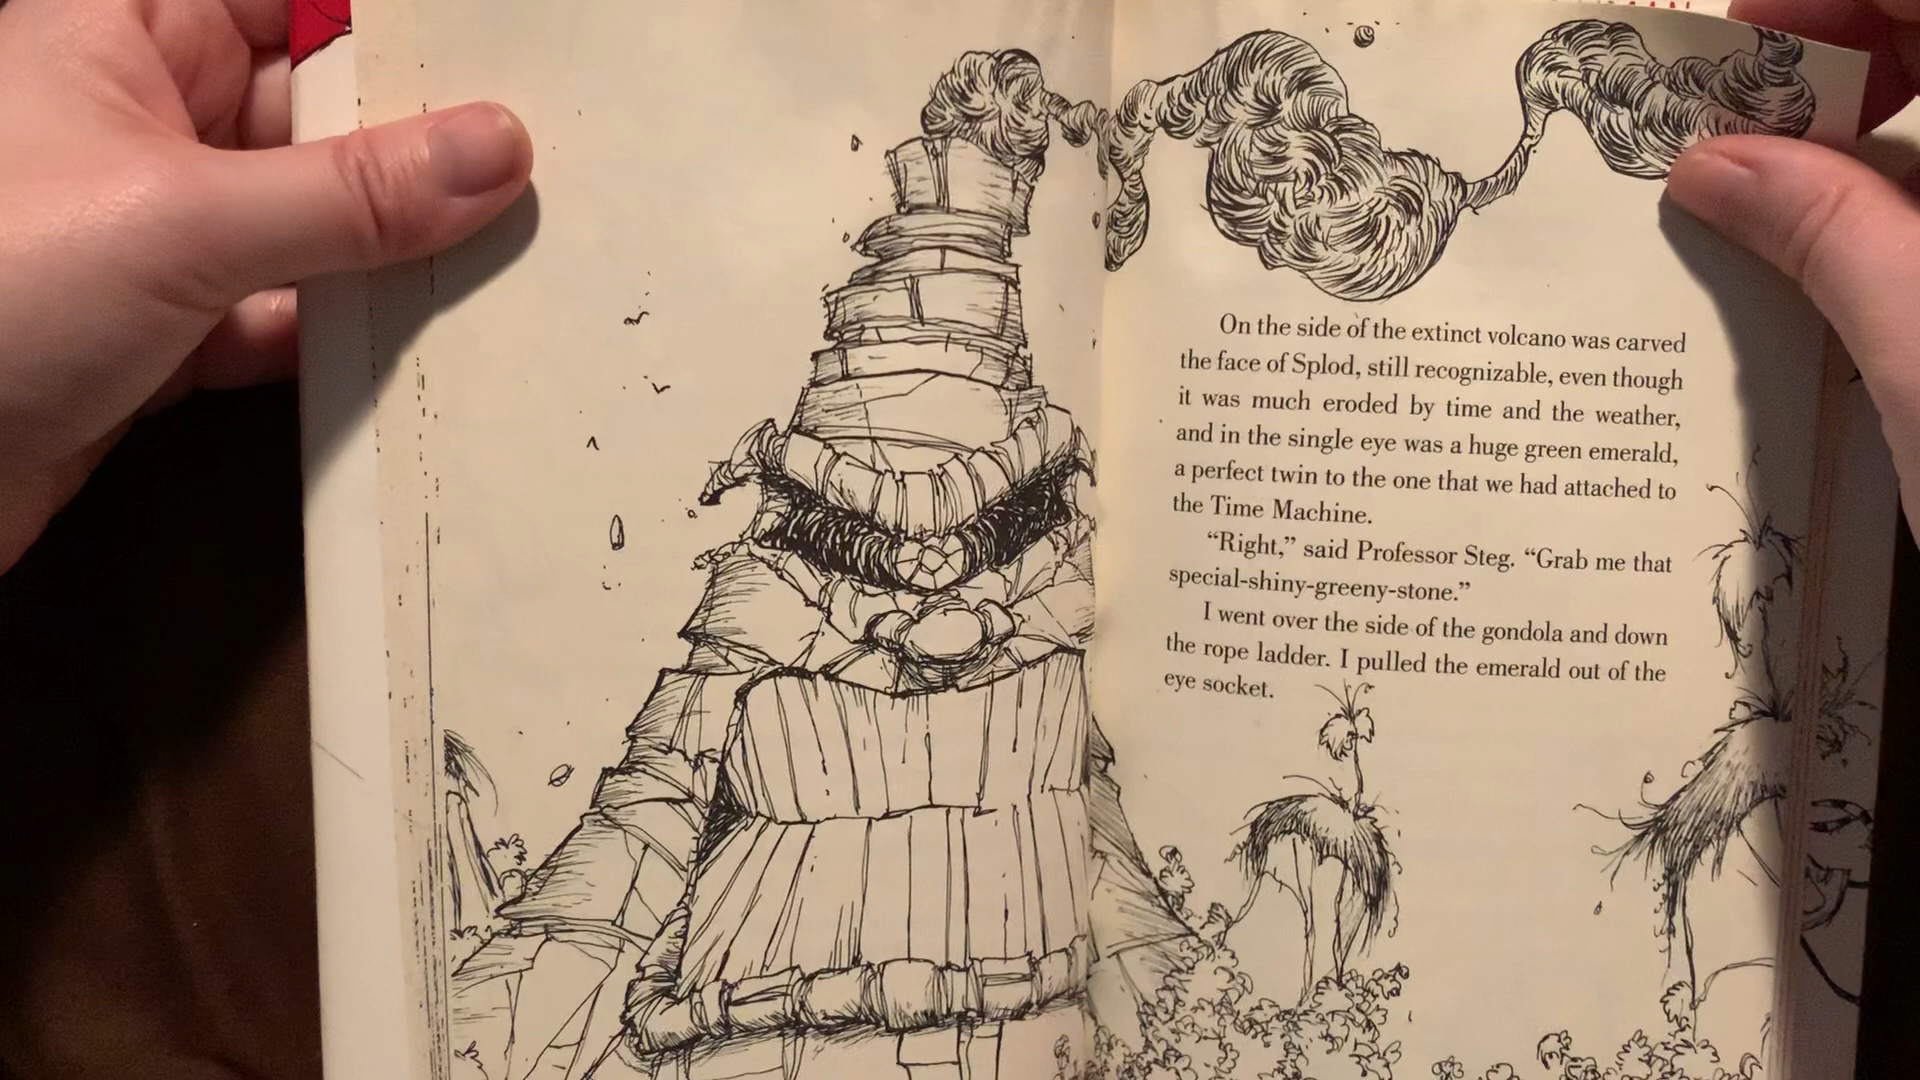 On the side of the extinct volcano was carved
the face of Splod, still recognizable, even though
it was much eroded by time and the weather,
and in the single eye was a huge green emerald,
a perfect twin to the one that we had attached to
the Time Machine.
“Right,” said Professor Steg. “Grab me that
special-shiny-greeny-stone.”
I went over the side of the gondola and down
the rope ladder. I pulled the emerald out of the
eye socket.